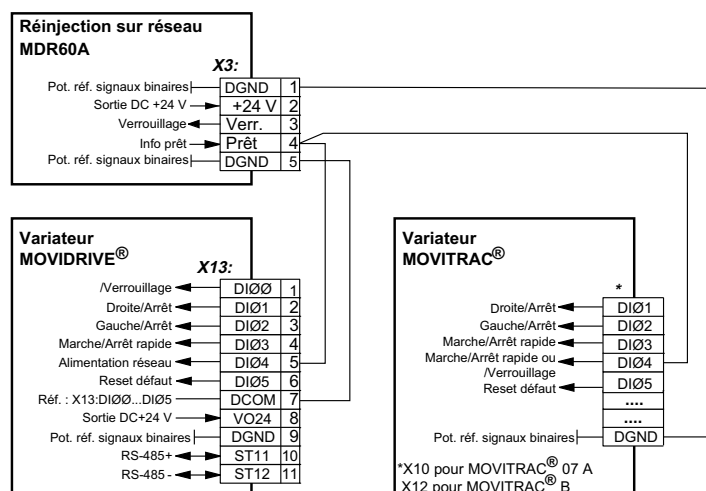 Réinjection sur réseau
MDR60A
X3:
Pot. réf. signaux binaires DGND 1
Sortie DC +24 V +24 V 2
Verrouillage Verr. 3
Info prêt Prêt 4
Pot. réf. signaux binaires DGND 5
Variateur
MOVIDRIVE®
X13:
/Verrouillage DIØØ 1
Droite/Arrêt DIØ1 2
Gauche/Arrêt DIØ2 3
Marche/Arrêt rapide DIØ3 4
Alimentation réseau DIØ4 5
Reset défaut DIØ5 6
Réf. : X13:DIØØ...DIØ5 DCOM 7
Sortie DC+24 V VO24 8
Pot. réf. signaux binaires DGND 9
RS-485+ ST11 10
RS-485 - ST12 11
Variateur
MOVITRAC®
*
Droite/Arrêt DIØ1
Gauche/Arrêt DIØ2
Marche/Arrêt rapide DIØ3
Marche/Arrêt rapide ou
/Verrouillage DIØ4
Reset défaut DIØ5
....
....
Pot. réf. signaux binaires DGND
*X10 pour MOVITRAC® 07 A
X12 pour MOVITRAC® B